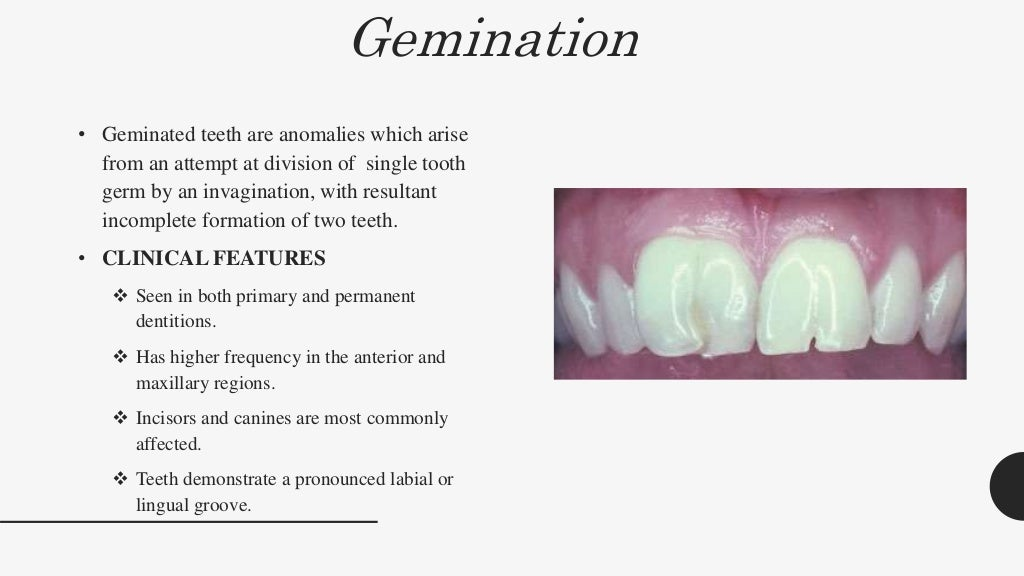 Gemination
• Geminated teeth are anomalies which arise
from an attempt at division of  single tooth
germ by an invagination, with resultant
incomplete formation of two teeth.
• CLINICAL FEATURES
❖ Seen in both primary and permanent
dentitions.
❖ Has higher frequency in the anterior and
maxillary regions.
❖ Incisors and canines are most commonly
affected.
❖ Teeth demonstrate a pronounced labial or
lingual groove.